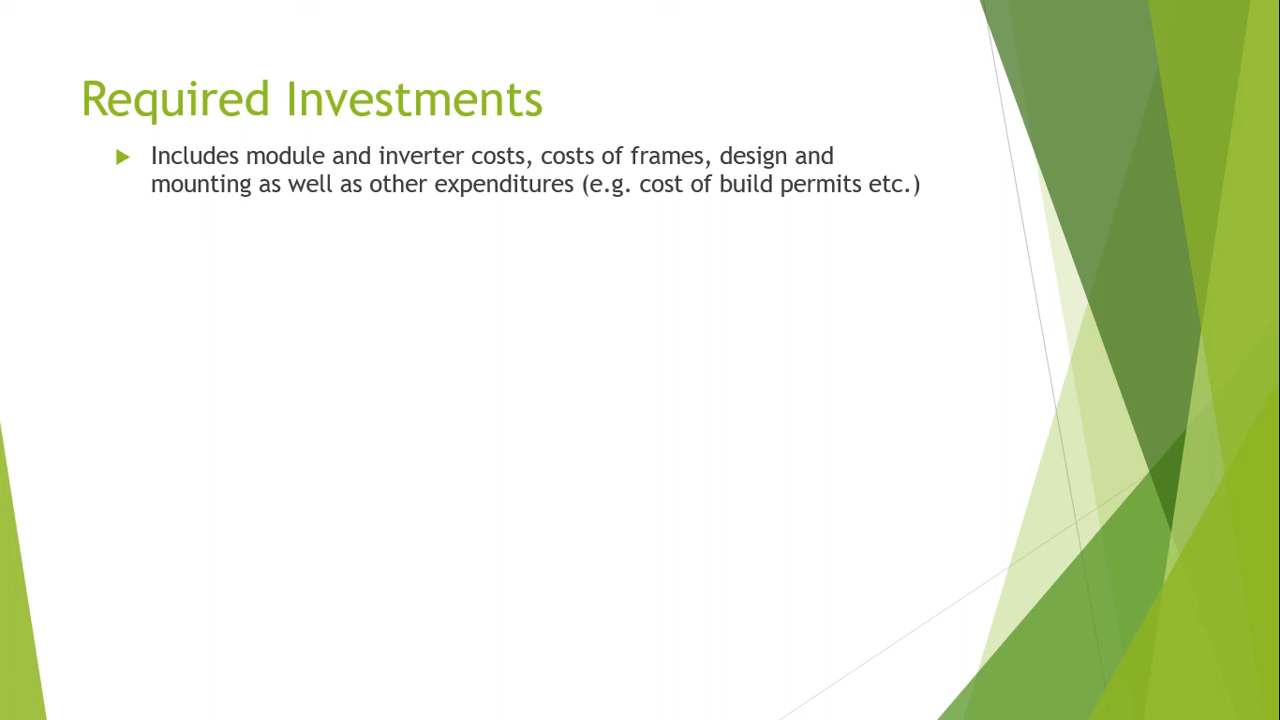 Required Investments
Includes module and inverter costs, costs of frames, design and
mounting as well as other expenditures (e.g. cost of build permits etc.)